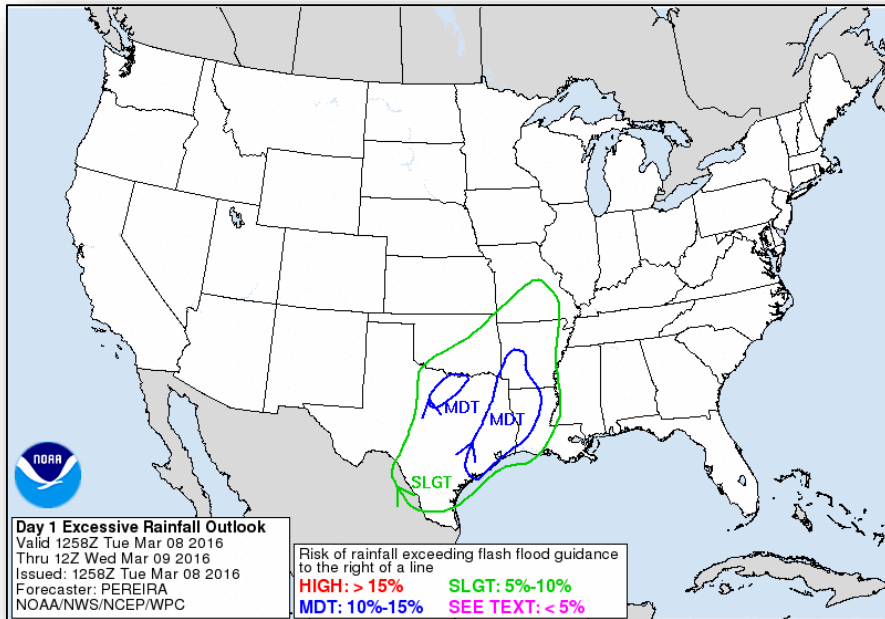 MDT
MDT
SLGT
NOAA
Day 1 Excessive Rainfall Outlook
Valid 1258Z Tue Mar 08 2016
Thru 12Z Wed Mar 09 2016
Issued: 1258Z Tue Mar 08 2016
Forecaster: PEREIRA
NOAA/NWS/NCEP/WPC
Risk of rainfall exceeding flash flood guidance
to the right of a line
HIGH: > 15% SLGT: 5%-10%
MDT: 10%-15% SEE TEXT: < 5%